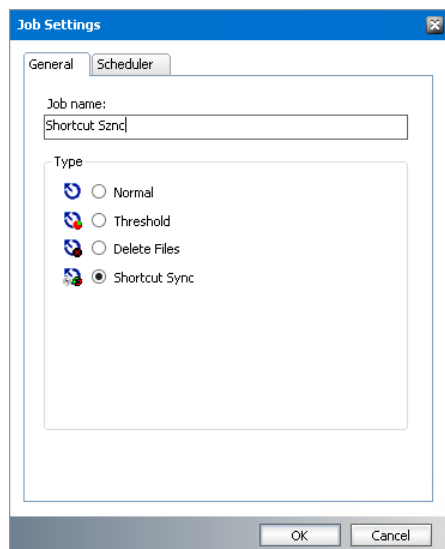 Job Settings
General
Scheduler
Job name:
Shortcut Sznc
Type
Normal
Threshold
Delete Files
Shortcut Sync
OK
Cancel